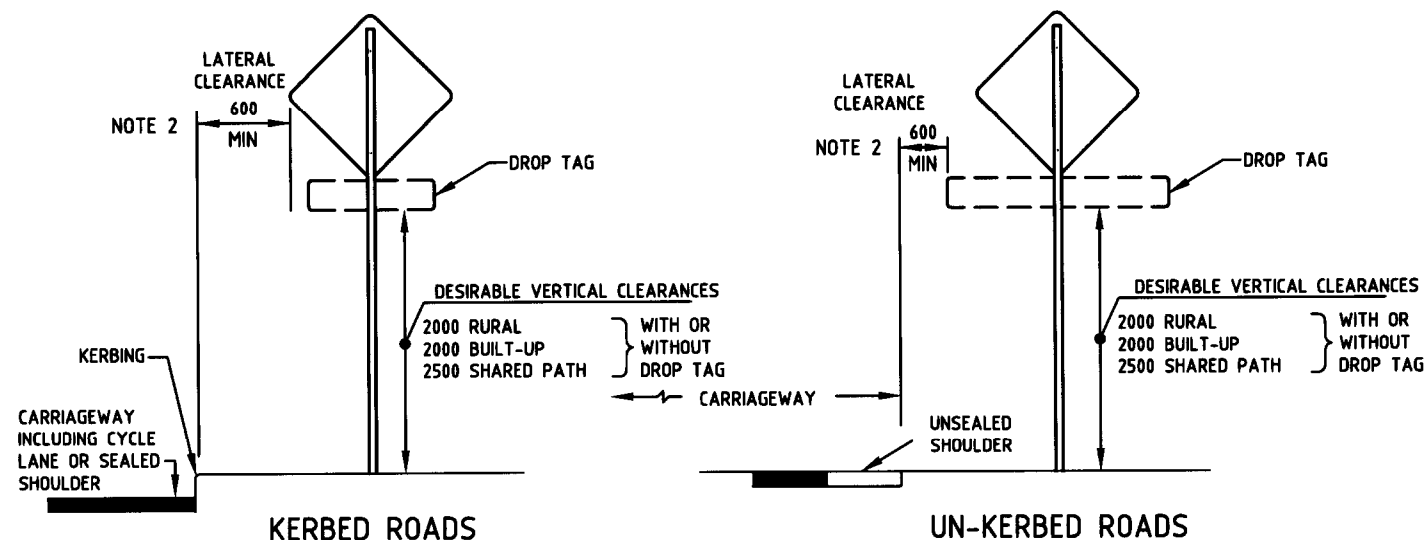 LATERAL
CLEARANCE
600
MIN
NOTE 2
DROP TAG
DESIRABLE VERTICAL CLEARANCES
2000 RURAL
2000 BUILT-UP
2500 SHARED PATH
WITH OR
WITHOUT
DROP TAG
KERBING
CARRIAGEWAY
INCLUDING CYCLE
LANE OR SEALED
SHOULDER
KERBED ROADS
LATERAL
CLEARANCE
600
MIN
NOTE 2
DROP TAG
DESIRABLE VERTICAL CLEARANCES
2000 RURAL
2000 BUILT-UP
2500 SHARED PATH
WITH OR
WITHOUT
DROP TAG
CARRIAGEWAY
UNSEALED
SHOULDER
UN-KERBED ROADS